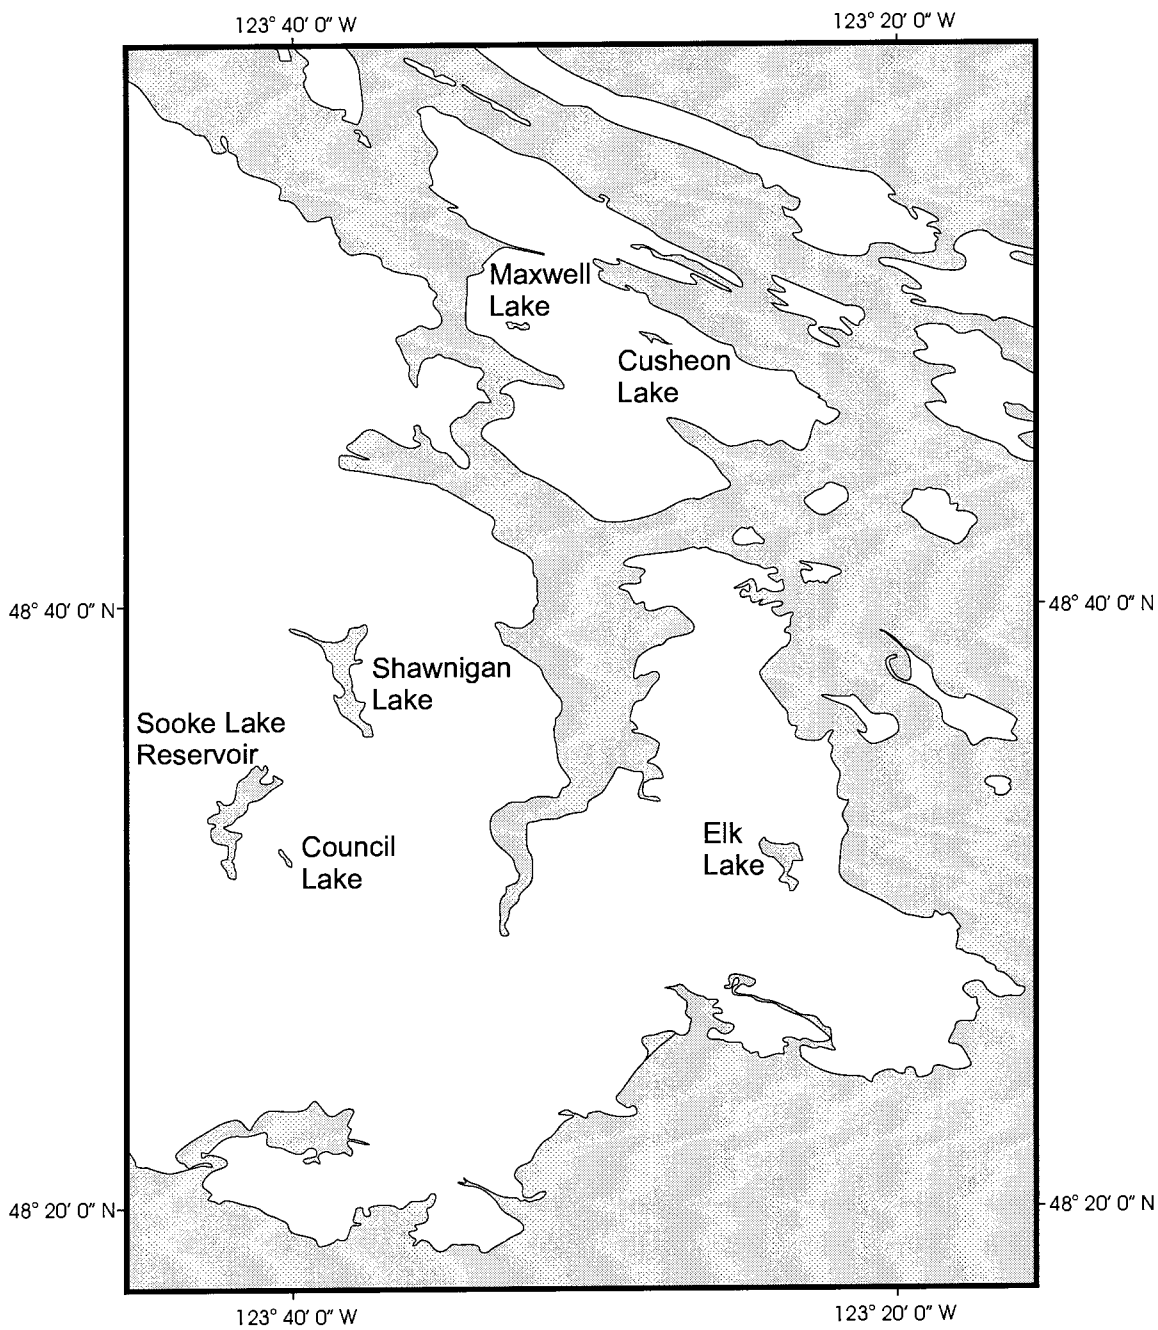 123° 40′ 0″ W
123° 20′ 0″ W
Maxwell
Lake
Cusheon
Lake
48° 40′ 0″ N
48° 40′ 0″ N
Shawnigan
Lake
Sooke Lake
Reservoir
Council
Lake
Elk
Lake
48° 20′ 0″ N
48° 20′ 0″ N
123° 40′ 0″ W
123° 20′ 0″ W